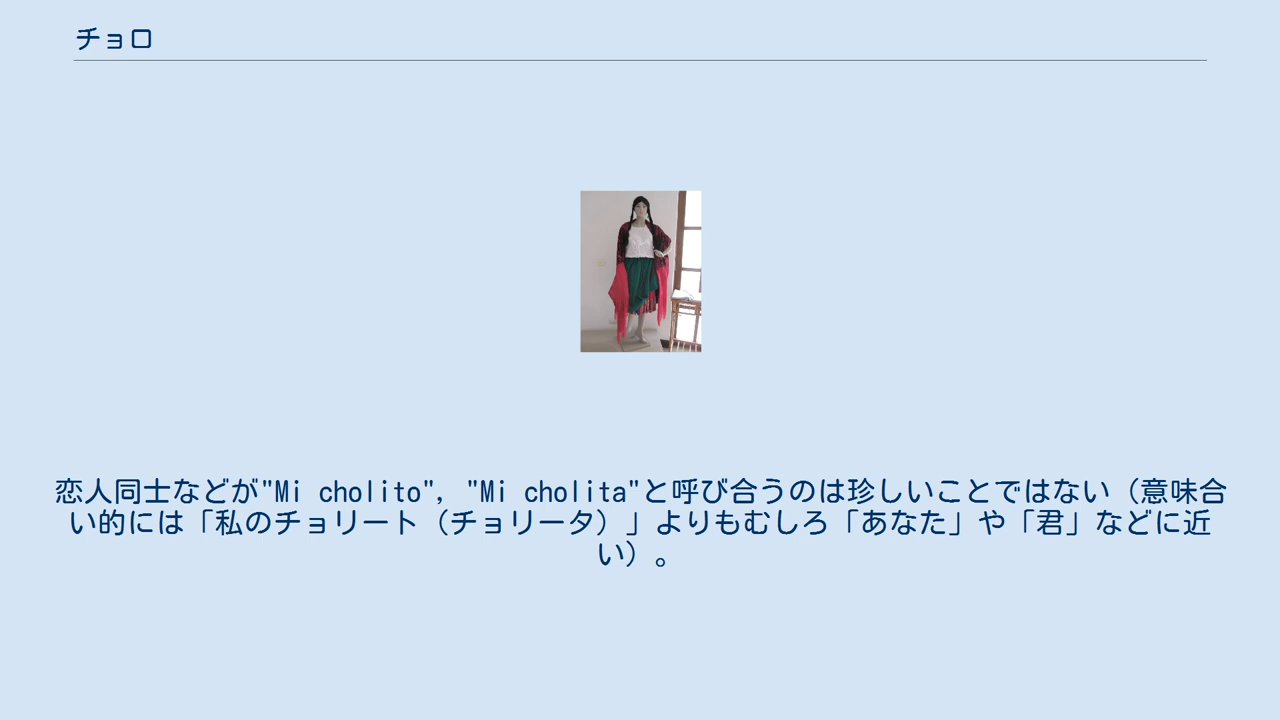 チョロ
恋人同士などが"Mi cholito", "Mi cholita"と呼び合うのは珍しいことではない（意味合
い的には「私のチョリート（チョリータ）」よりもむしろ「あなた」や「君」などに近
い）。